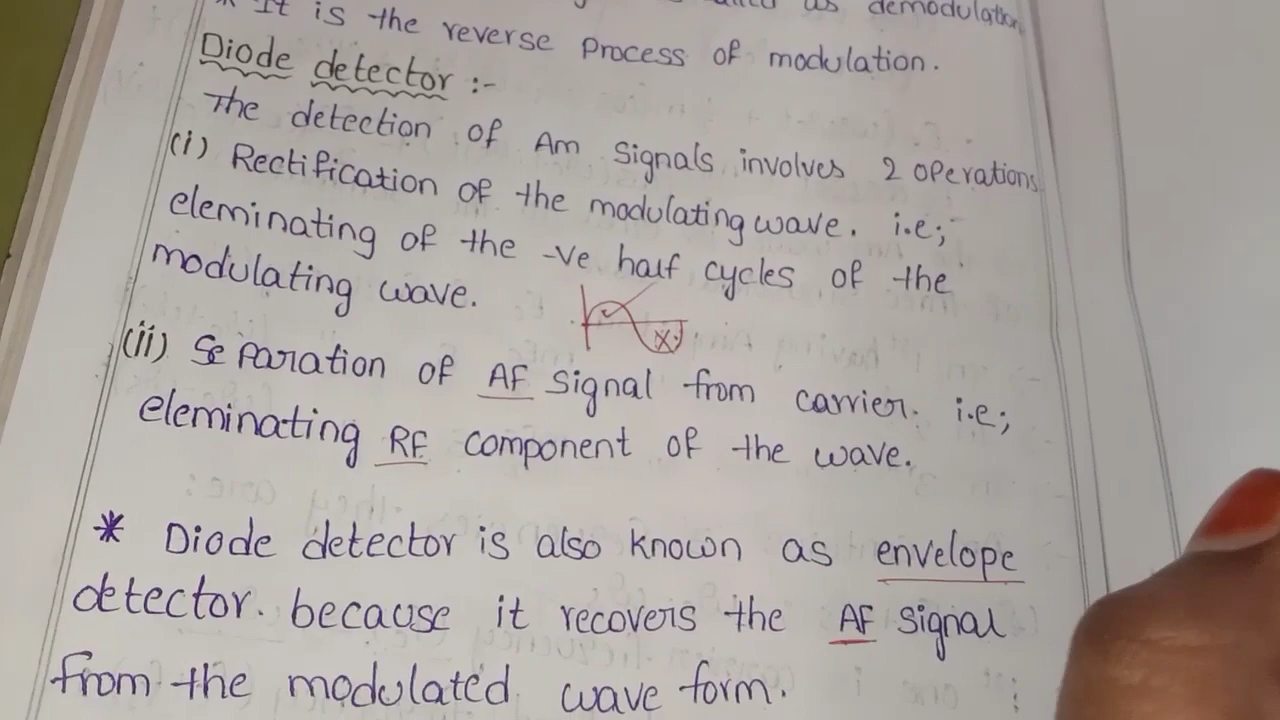 * It is the reverse process of modulation.
as demodulation
Diode detector :-
The detection of Am Signals involves 2 operations
(i) Rectification of the modulating wave. i.e;
eleminating of the -ve half cycles of the
modulating wave.
(ii) Separation of AF signal from carrier. i.e;
eleminating RF component of the wave.
* Diode detector is also known as envelope
detector. because it recovers the AF signal
from the modulated wave form.